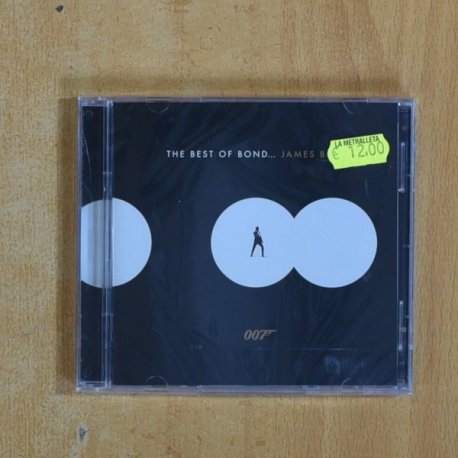 THE BEST OF BOND... JAMES B
LA METRALLETA
€ 12,00
007